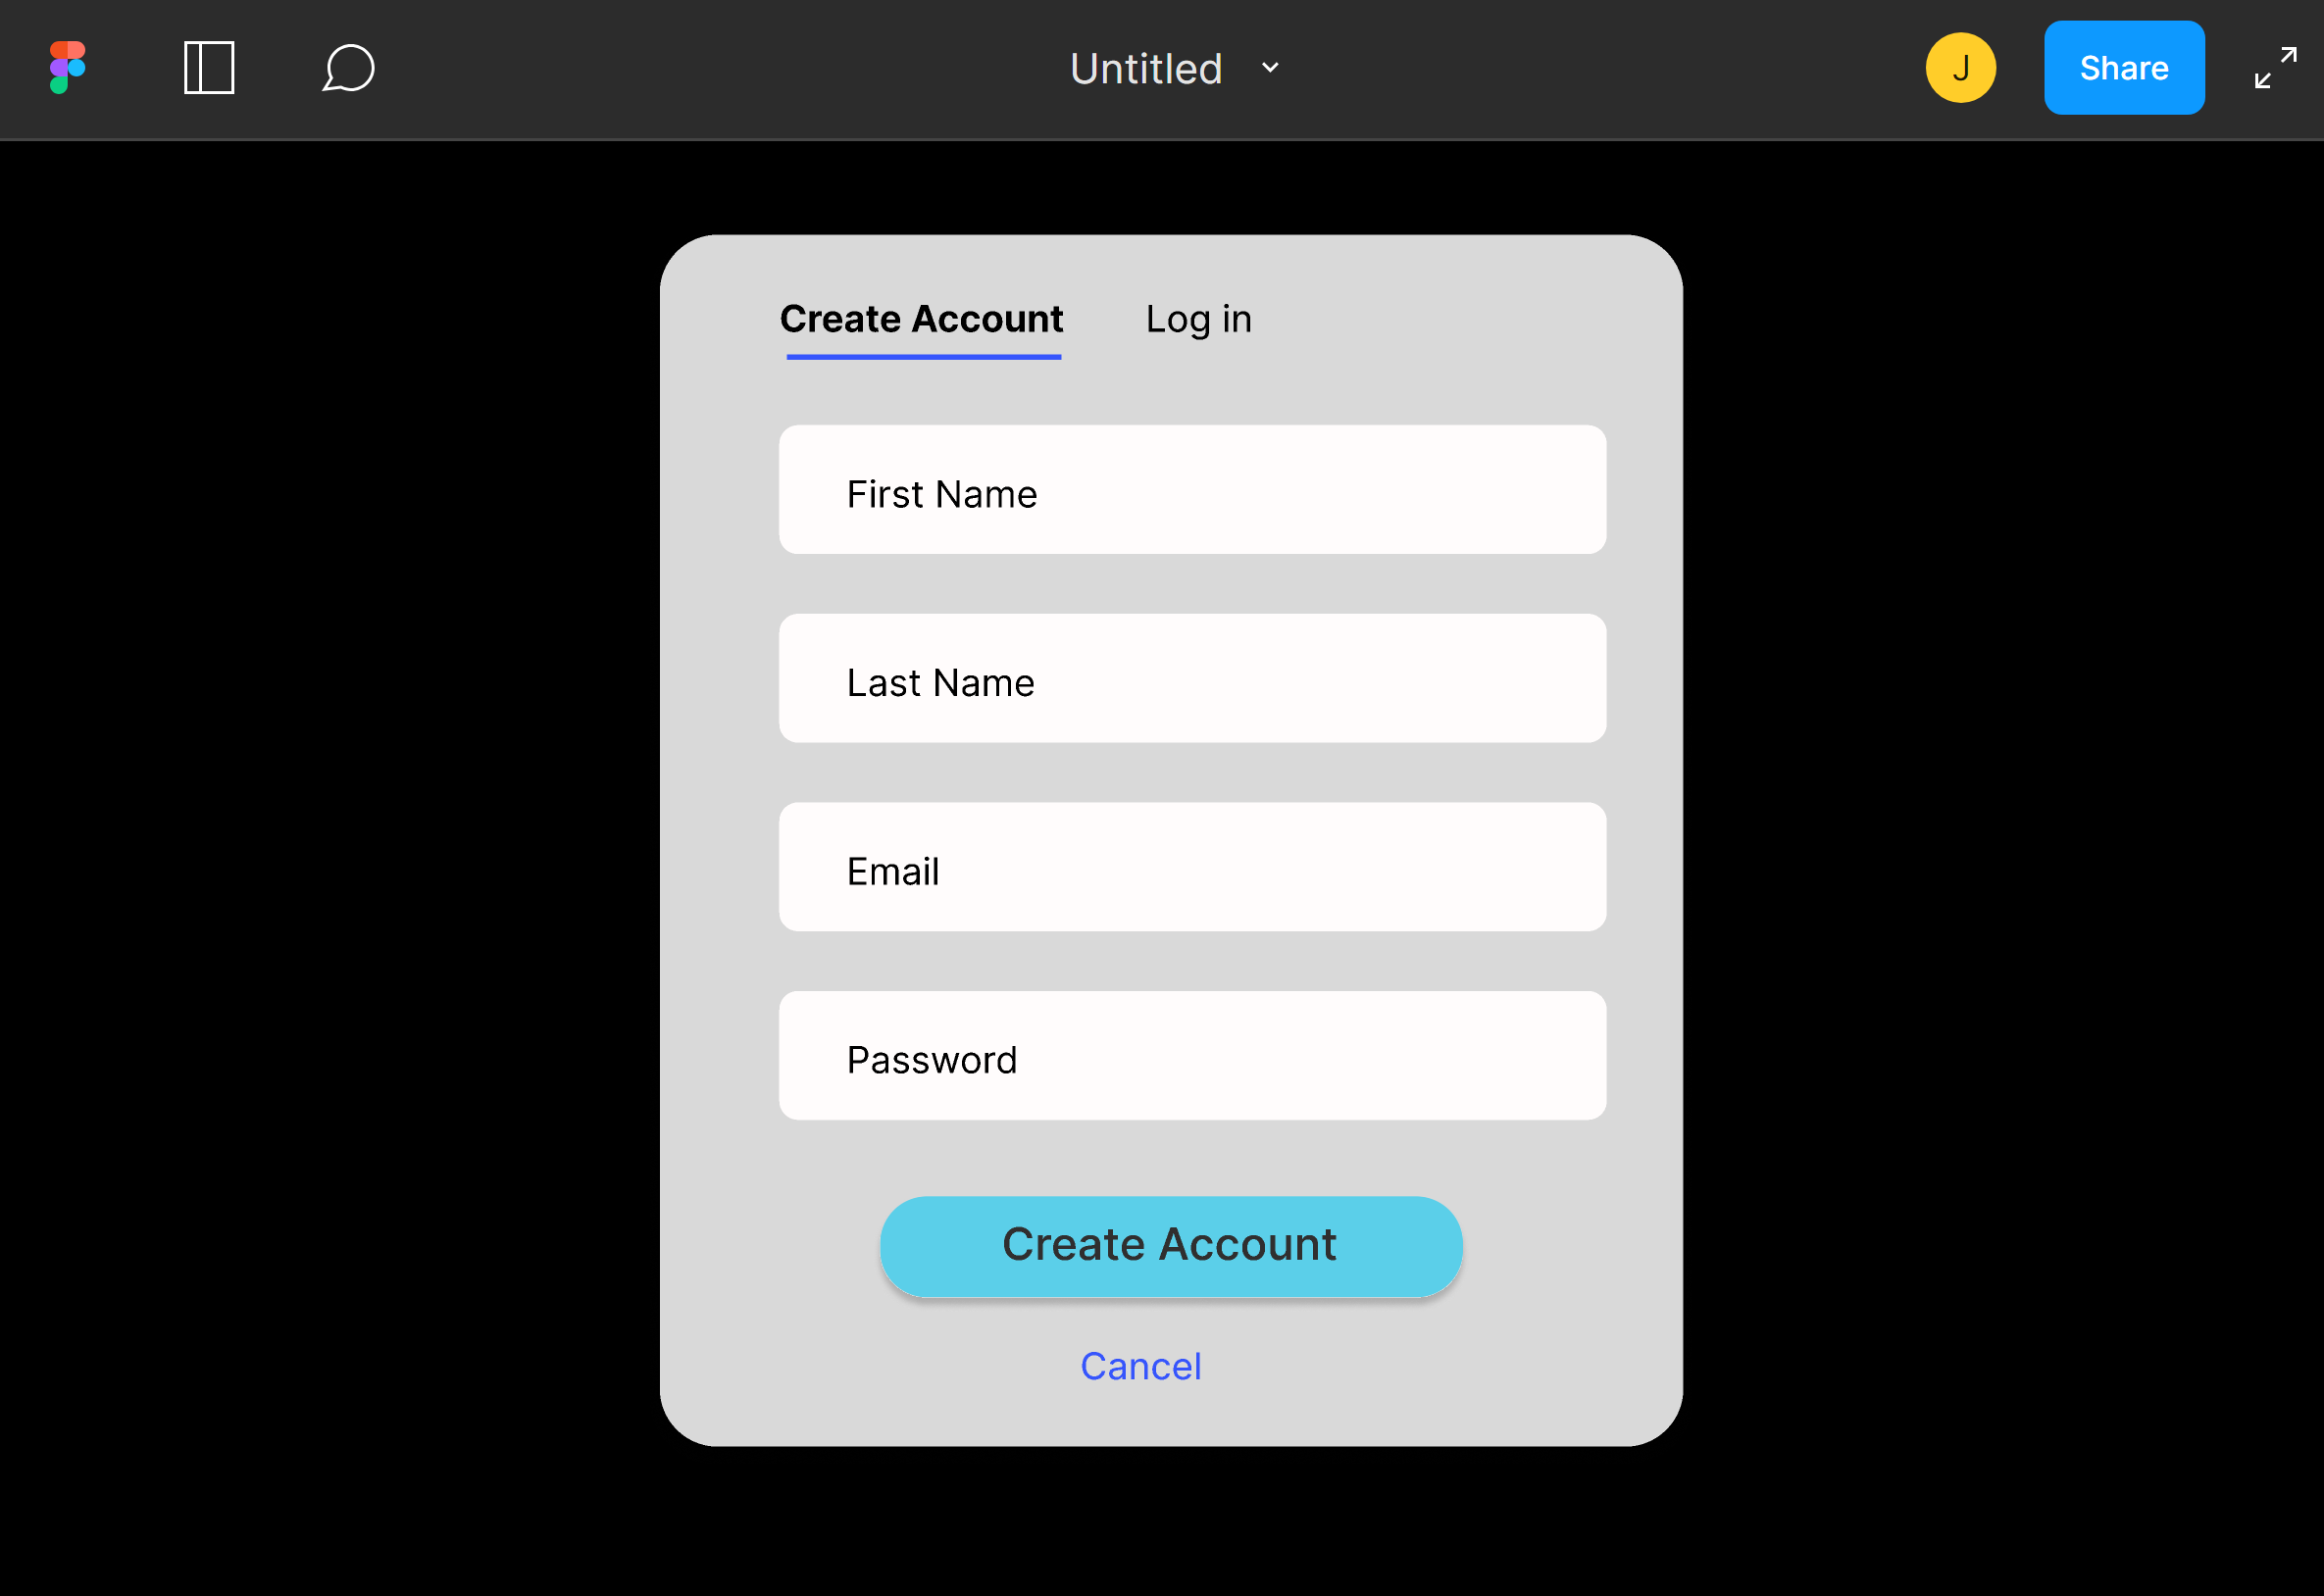 Untitled
J
Share
Create Account Log in
First Name
Last Name
Email
Password
Create Account
Cancel